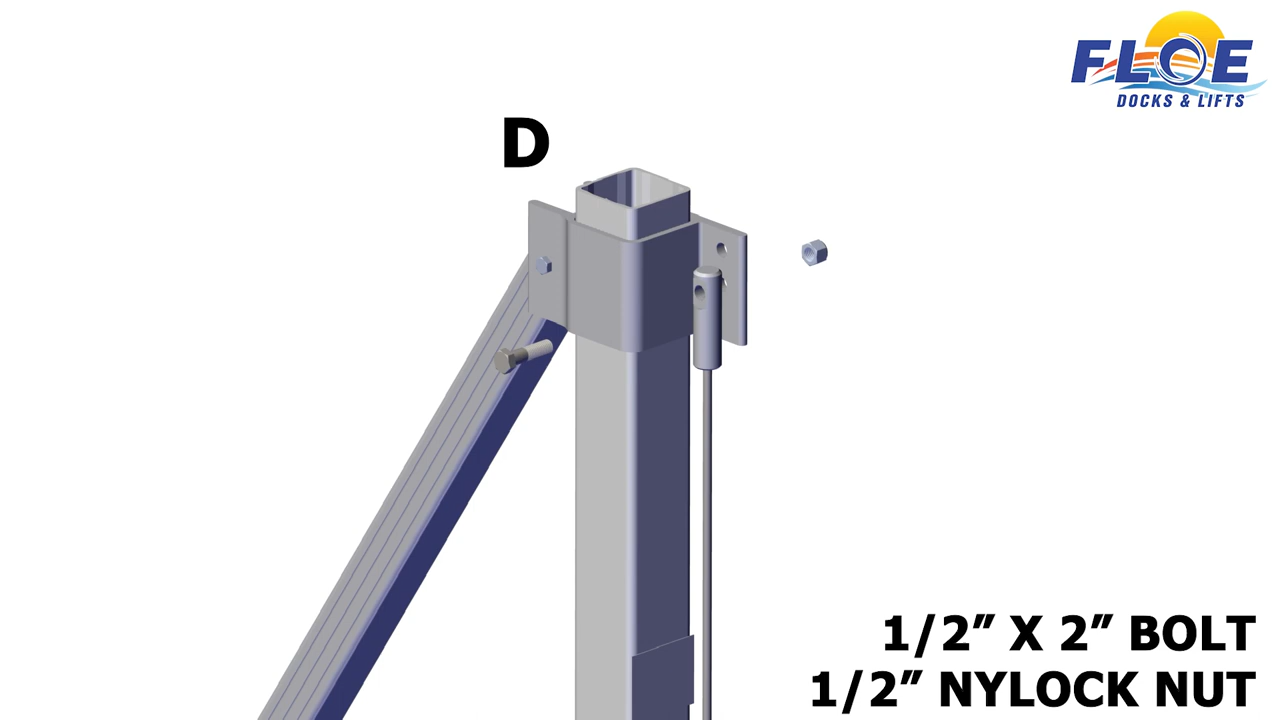 FLOE
DOCKS & LIFTS
D
1/2” X 2” BOLT
1/2” NYLOCK NUT